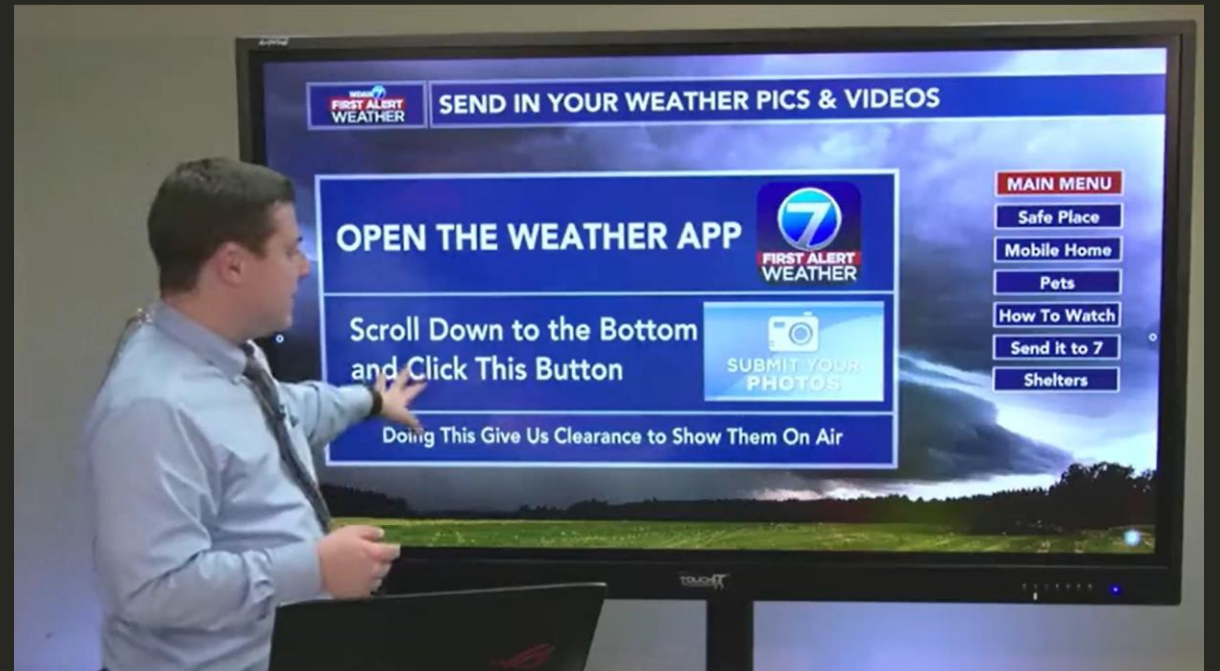 WDAM 7
FIRST ALERT
WEATHER
SEND IN YOUR WEATHER PICS & VIDEOS
OPEN THE WEATHER APP
7
FIRST ALERT
WEATHER
Scroll Down to the Bottom
and Click This Button
SUBMIT YOUR
PHOTOS
Doing This Give Us Clearance to Show Them On Air
MAIN MENU
Safe Place
Mobile Home
Pets
How To Watch
Send it to 7
Shelters
TOUCHIT